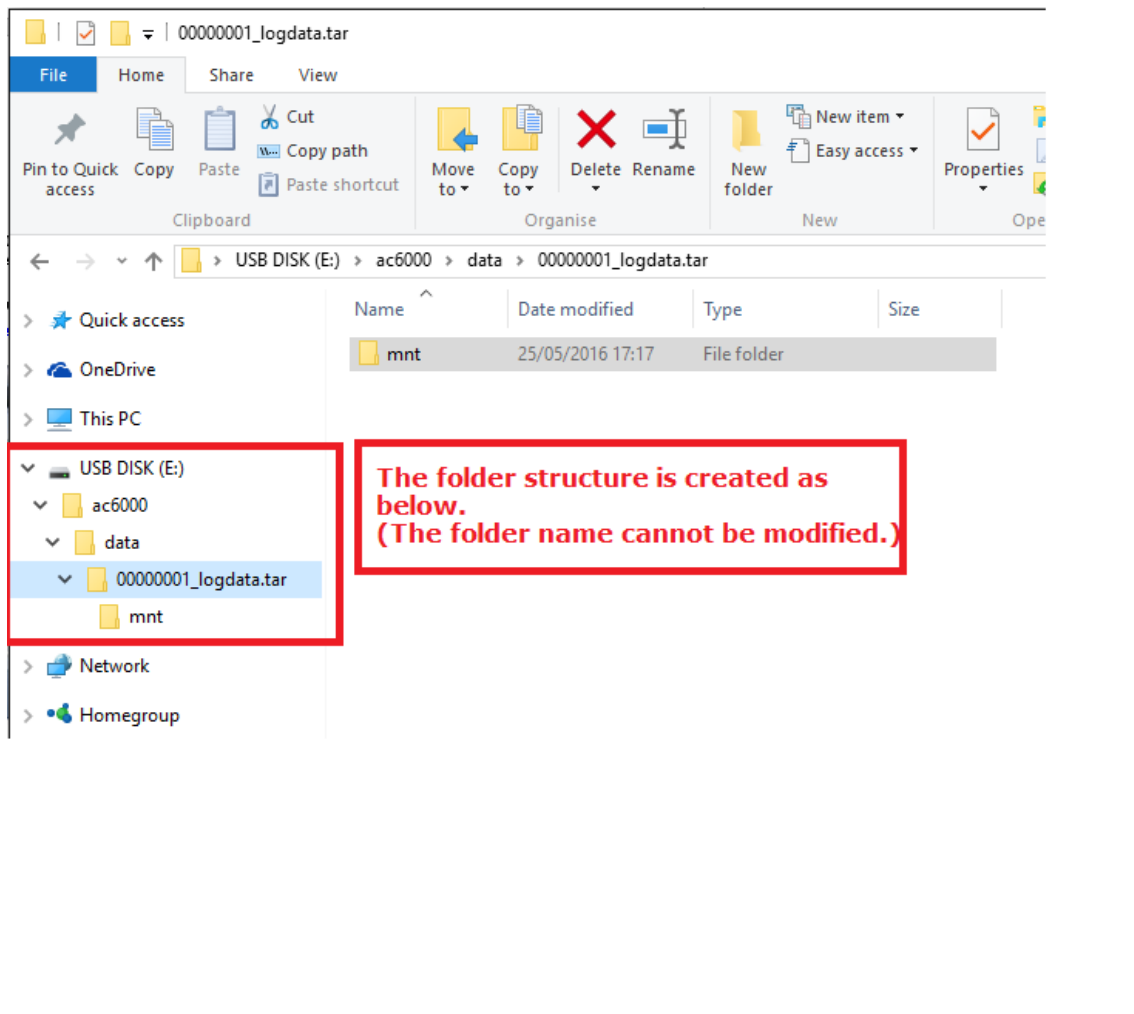 00000001_logdata.tar
File Home Share View
Pin to Quick access
Copy
Paste
Cut
Copy path
Paste shortcut
Clipboard
Move to
Copy to
Delete
Rename
Organise
New folder
New item
Easy access
New
Properties
USB DISK (E:) > ac6000 > data > 00000001_logdata.tar
Name Date modified Type Size
mnt 25/05/2016 17:17 File folder
Quick access
OneDrive
This PC
USB DISK (E:)
ac6000
data
00000001_logdata.tar
mnt
Network
Homegroup
The folder structure is created as
below.
(The folder name cannot be modified.)